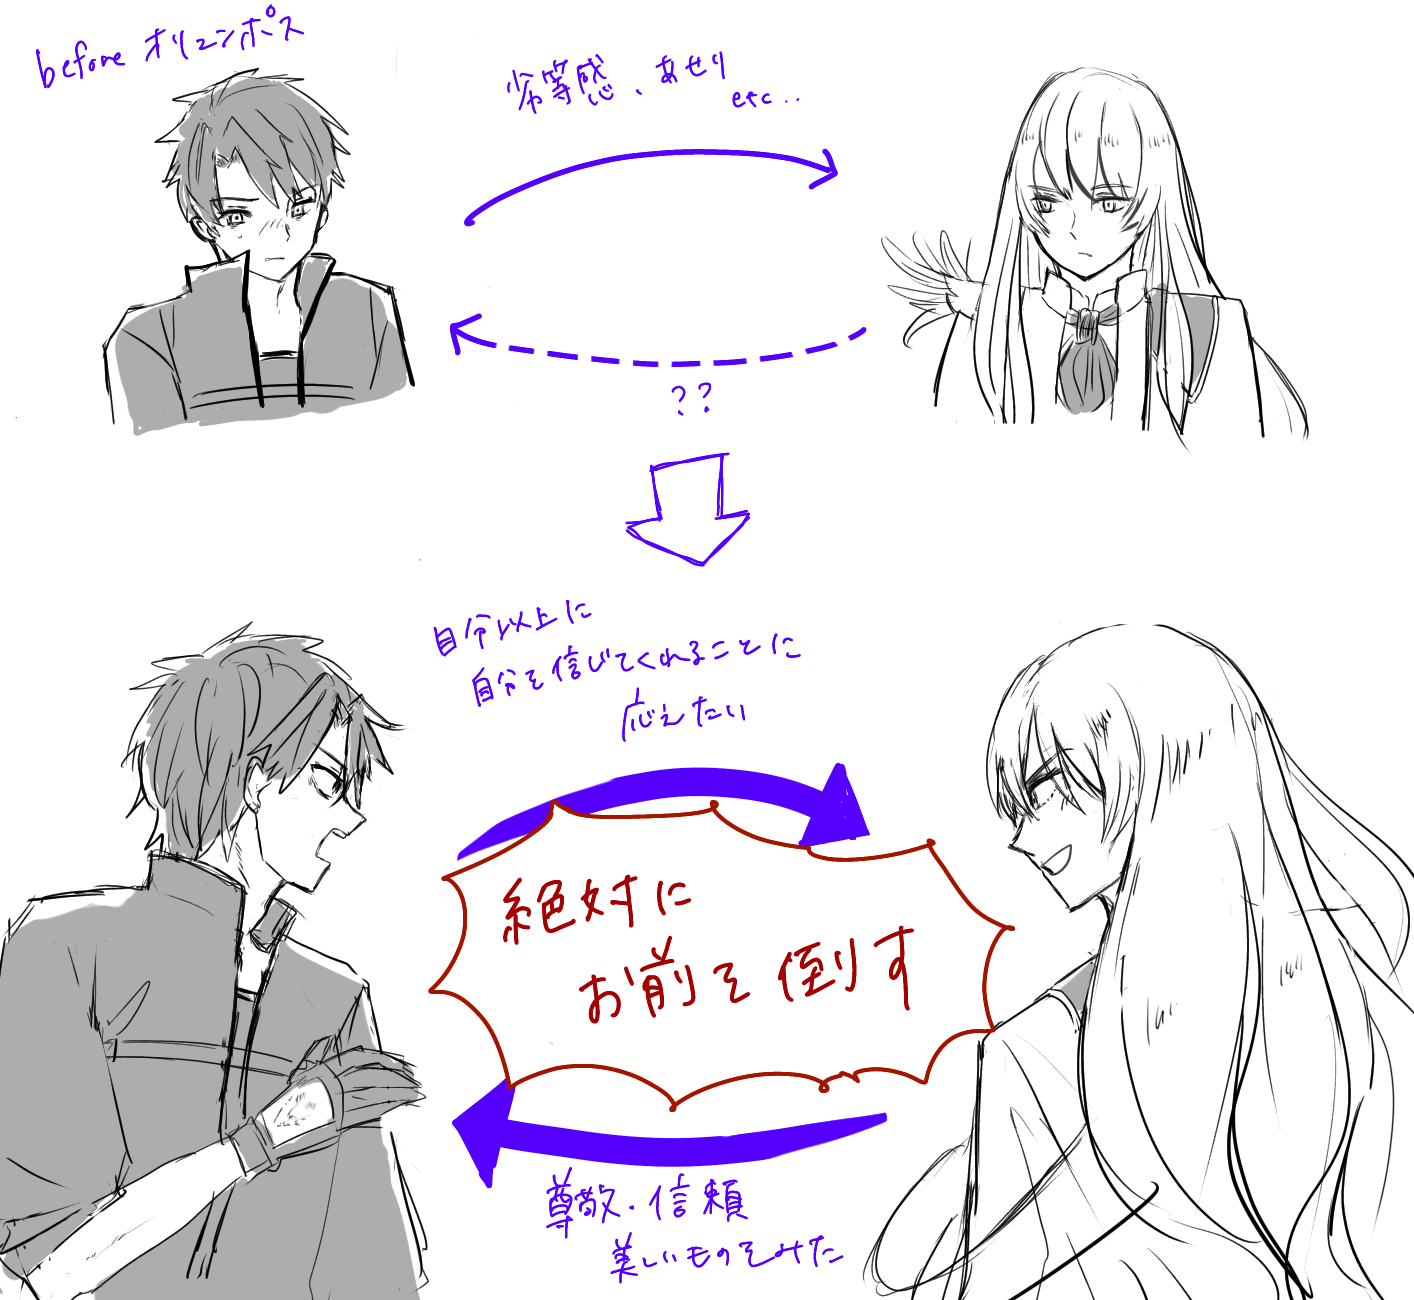 before オリュンポス
劣等感、あせり
etc..
??
自分以上に
自分を信じてくれることに
応えたい
絶対に
お前を倒す
尊敬・信頼
美しいものをみた